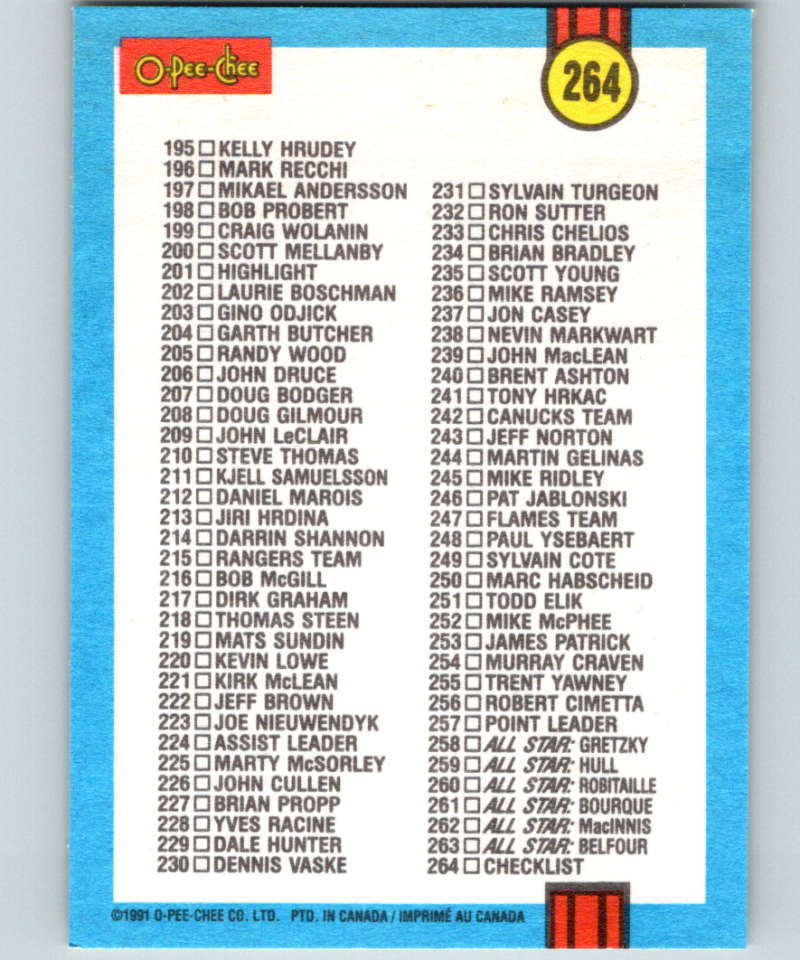 O-Pee-Chee
264
195 KELLY HRUDEY
196 MARK RECCHI
197 MIKAEL ANDERSSON
198 BOB PROBERT
199 CRAIG WOLANIN
200 SCOTT MELLANBY
201 HIGHLIGHT
202 LAURIE BOSCHMAN
203 GINO ODJICK
204 GARTH BUTCHER
205 RANDY WOOD
206 JOHN DRUCE
207 DOUG BODGER
208 DOUG GILMOUR
209 JOHN LeCLAIR
210 STEVE THOMAS
211 KJELL SAMUELSSON
212 DANIEL MAROIS
213 JIRI HRDINA
214 DARRIN SHANNON
215 RANGERS TEAM
216 BOB McGILL
217 DIRK GRAHAM
218 THOMAS STEEN
219 MATS SUNDIN
220 KEVIN LOWE
221 KIRK McLEAN
222 JEFF BROWN
223 JOE NIEUWENDYK
224 ASSIST LEADER
225 MARTY McSORLEY
226 JOHN CULLEN
227 BRIAN PROPP
228 YVES RACINE
229 DALE HUNTER
230 DENNIS VASKE
231 SYLVAIN TURGEON
232 RON SUTTER
233 CHRIS CHELIOS
234 BRIAN BRADLEY
235 SCOTT YOUNG
236 MIKE RAMSEY
237 JON CASEY
238 NEVIN MARKWART
239 JOHN MacLEAN
240 BRENT ASHTON
241 TONY HRKAC
242 CANUCKS TEAM
243 JEFF NORTON
244 MARTIN GELINAS
245 MIKE RIDLEY
246 PAT JABLONSKI
247 FLAMES TEAM
248 PAUL YSEBAERT
249 SYLVAIN COTE
250 MARC HABSCHEID
251 TODD ELIK
252 MIKE McPHEE
253 JAMES PATRICK
254 MURRAY CRAVEN
255 TRENT YAWNEY
256 ROBERT CIMETTA
257 POINT LEADER
258 ALL STAR: GRETZKY
259 ALL STAR: HULL
260 ALL STAR: ROBITAILLE
261 ALL STAR: BOURQUE
262 ALL STAR: MacINNIS
263 ALL STAR: BELFOUR
264 CHECKLIST
©1991 O-PEE-CHEE CO. LTD. PTD. IN CANADA / IMPRIMÉ AU CANADA